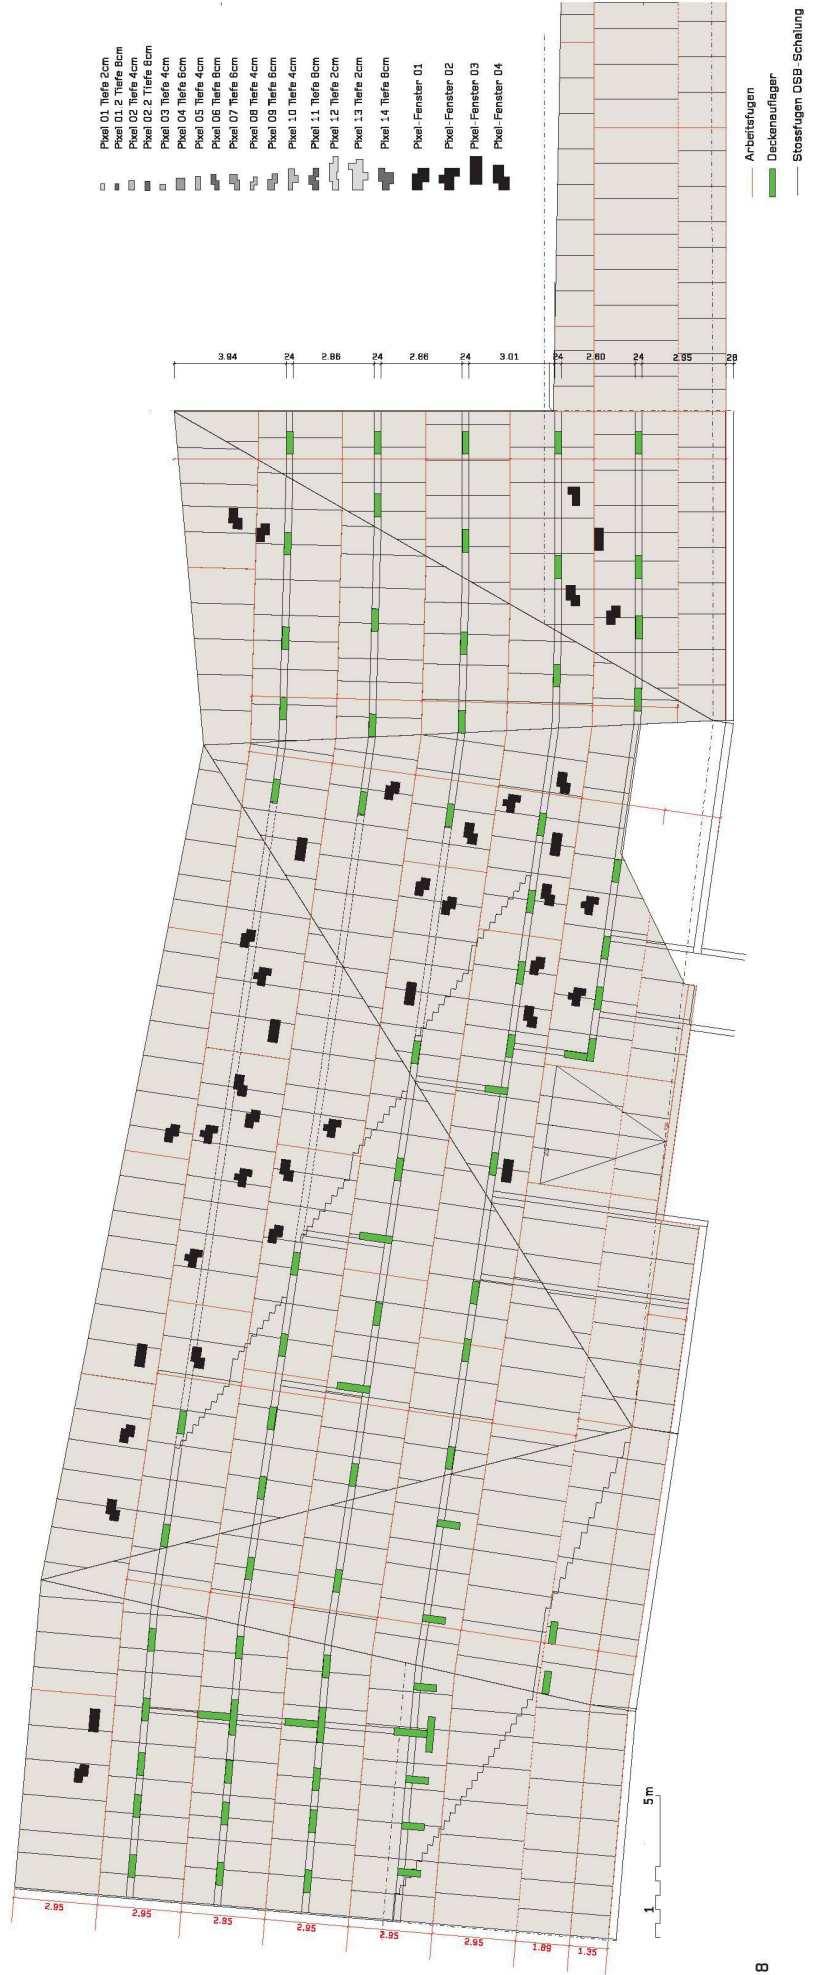 Pixel 01 Tiefe 2cm
Pixel 01.2 Tiefe 8cm
Pixel 02 Tiefe 4cm
Pixel 02.2 Tiefe 8cm
Pixel 03 Tiefe 4cm
Pixel 04 Tiefe 6cm
Pixel 05 Tiefe 4cm
Pixel 06 Tiefe 8cm
Pixel 07 Tiefe 6cm
Pixel 08 Tiefe 4cm
Pixel 09 Tiefe 6cm
Pixel 10 Tiefe 4cm
Pixel 11 Tiefe 8cm
Pixel 12 Tiefe 2cm
Pixel 13 Tiefe 2cm
Pixel 14 Tiefe 8cm
Pixel-Fenster 01
Pixel-Fenster 02
Pixel-Fenster 03
Pixel-Fenster 04
Arbeitsfugen
Deckenauflager
Stossfugen OSB-Schalung
3.94
24
2.86
24
2.86
24
3.01
24
2.60
24
2.95
28
2.95
2.95
2.95
2.95
2.95
2.95
1.89
1.35
1
5m
8